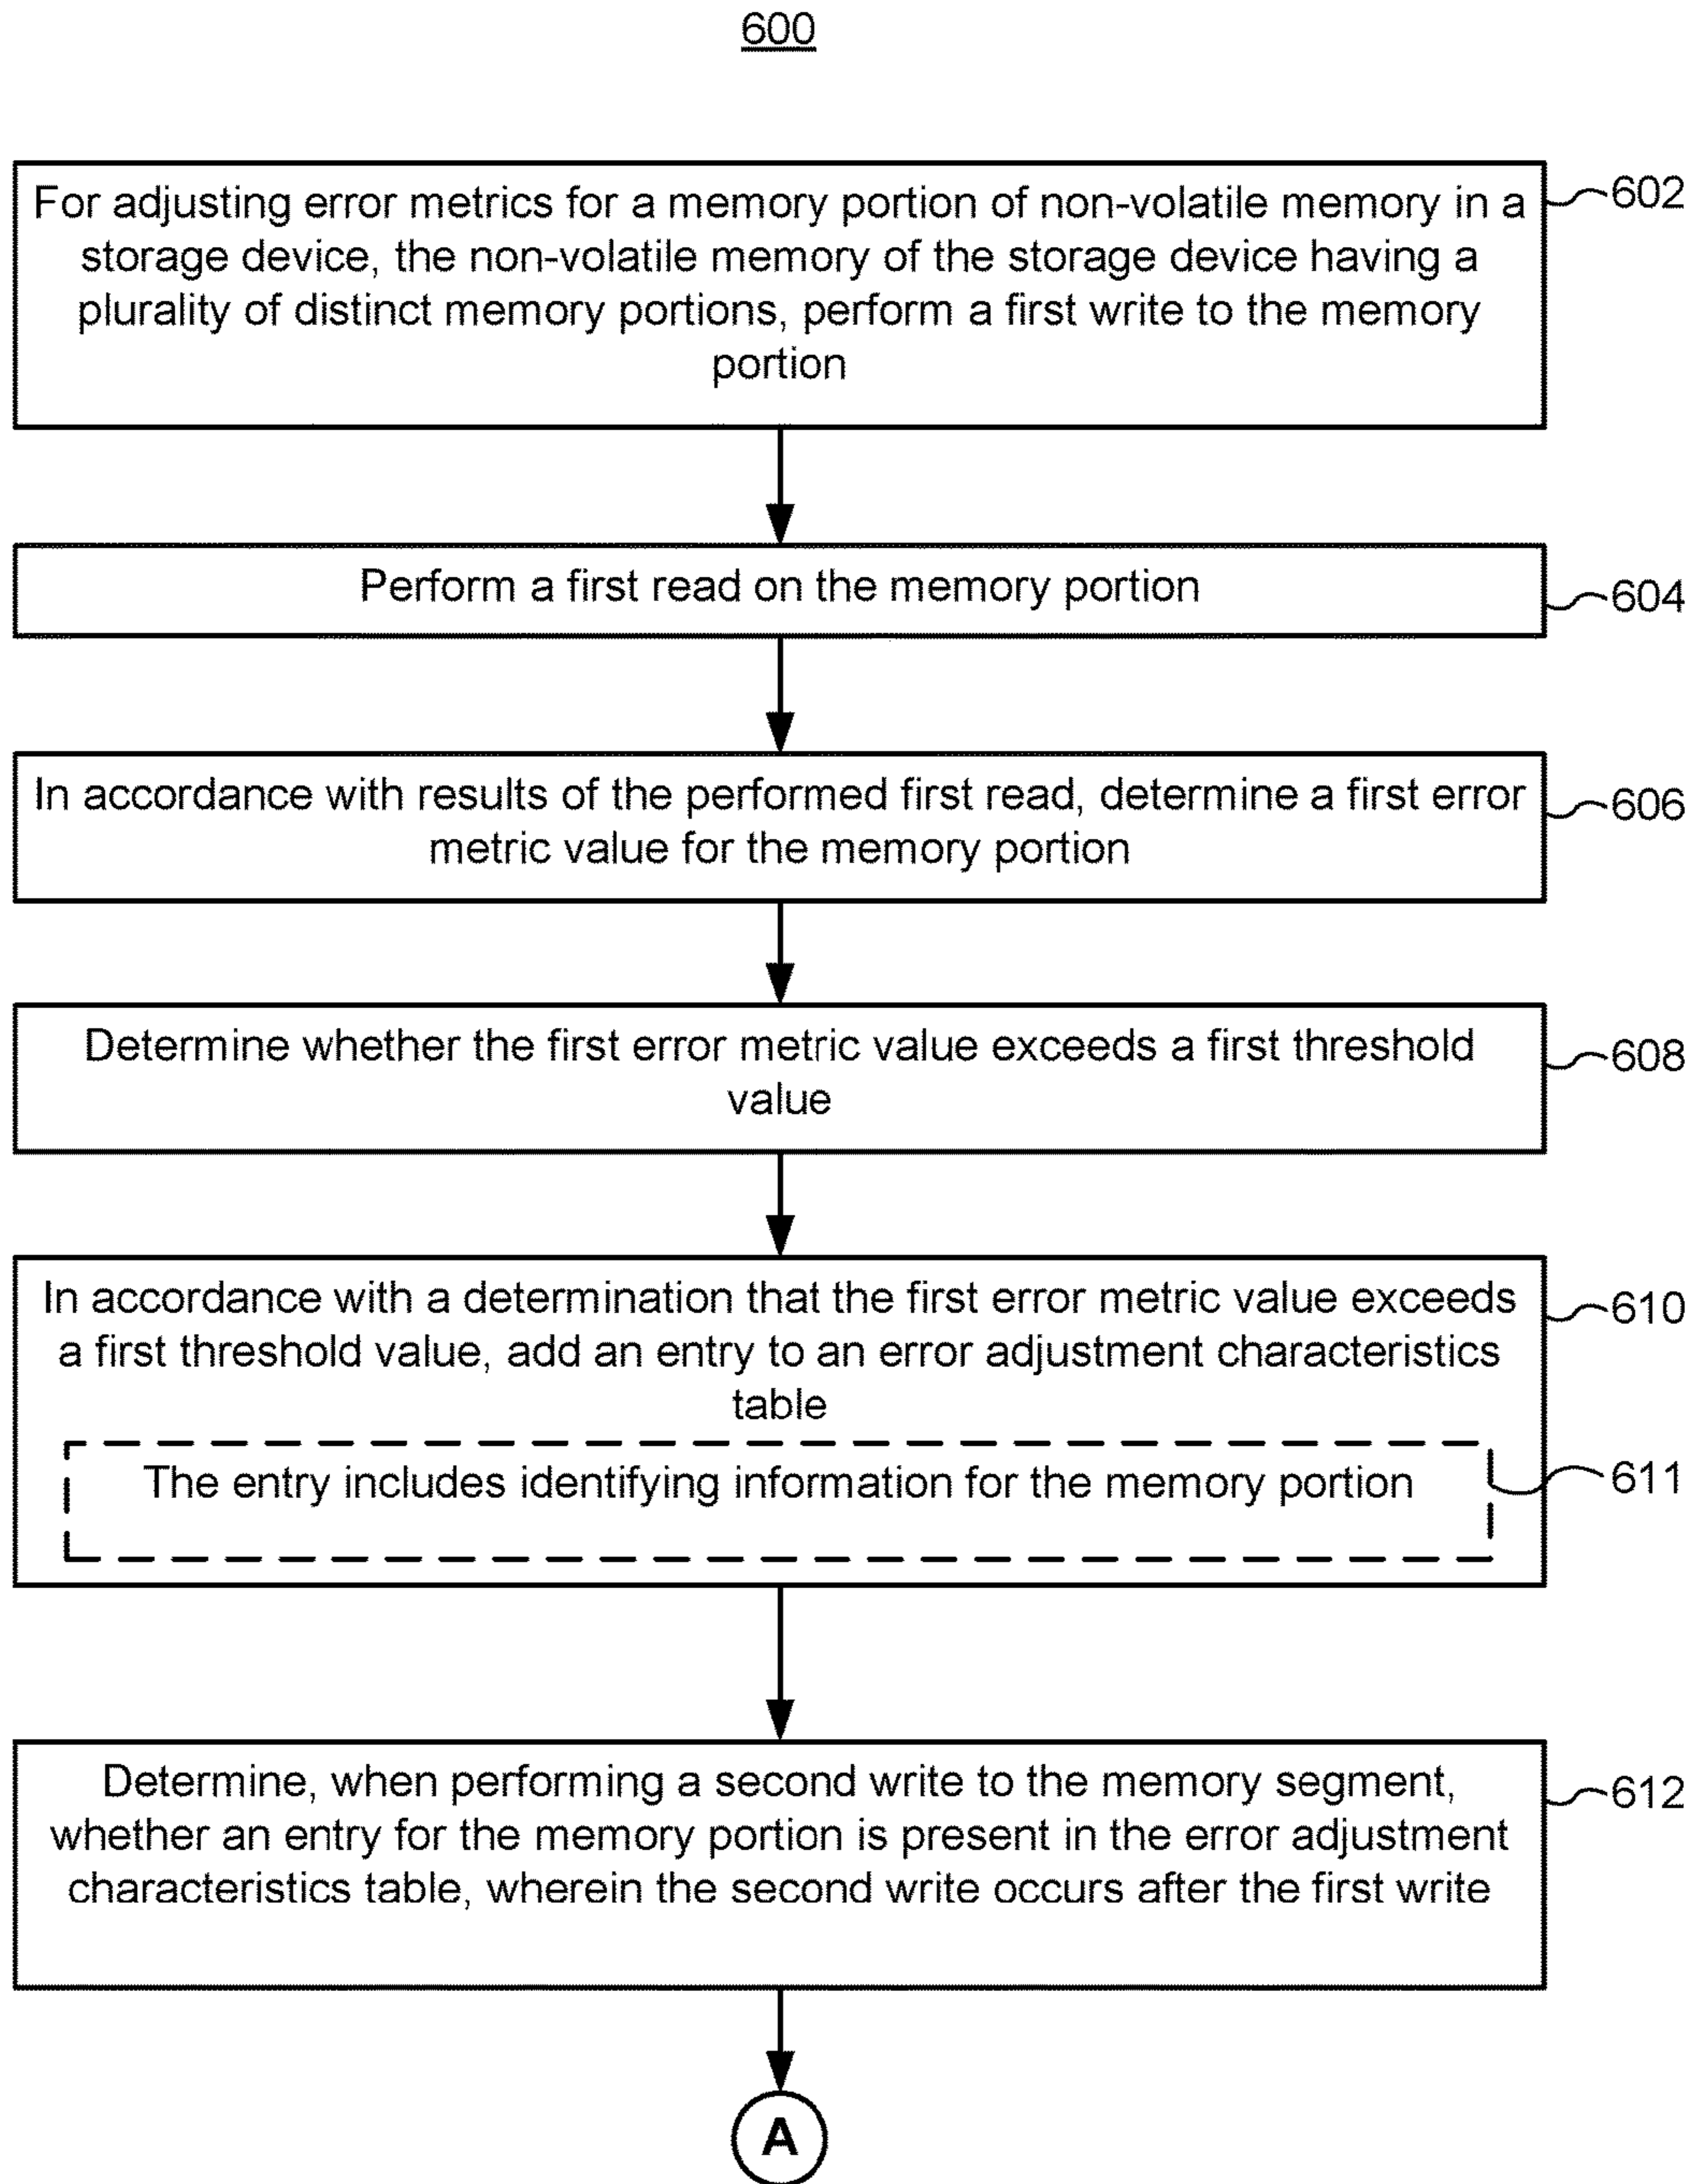 600
For adjusting error metrics for a memory portion of non-volatile memory in a
storage device, the non-volatile memory of the storage device having a
plurality of distinct memory portions, perform a first write to the memory
portion
602
Perform a first read on the memory portion
604
In accordance with results of the performed first read, determine a first error
metric value for the memory portion
606
Determine whether the first error metric value exceeds a first threshold
value
608
In accordance with a determination that the first error metric value exceeds
a first threshold value, add an entry to an error adjustment characteristics
table
610
The entry includes identifying information for the memory portion
611
Determine, when performing a second write to the memory segment,
whether an entry for the memory portion is present in the error adjustment
characteristics table, wherein the second write occurs after the first write
612
A